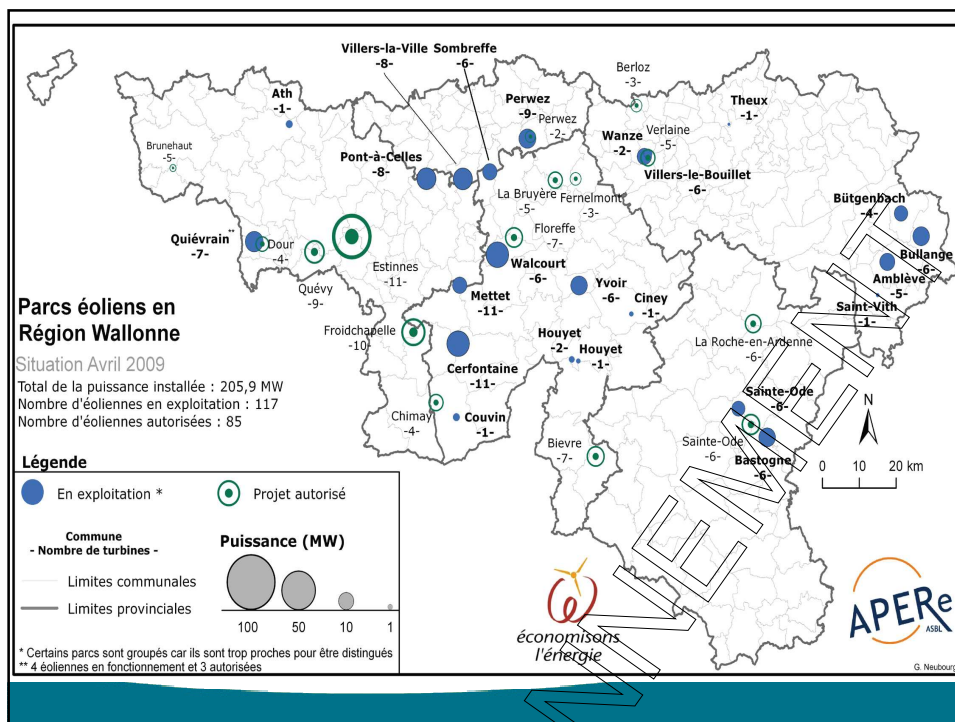 Villers-la-Ville
-8-
Sombreffe
-6-
Berloz
-3-
Ath
-1-
Perwez
-9-
Perwez
-2-
Theux
-1-
Wanze
-2-
Verlaine
-5-
Brunehaut
-5-
Pont-à-Celles
-8-
Villers-le-Bouillet
-6-
La Bruyère
-5-
Fernelmont
-3-
Bütgenbach
-4-
Quiévrain**
-7-
Dour
-4-
Floreffe
-7-
Bullange
-6-
Estinnes
-11-
Walcourt
-6-
Amblève
-5-
Quévy
-9-
Mettet
-11-
Yvoir
-6-
Ciney
-1-
Saint-Vith
-1-
Parcs éoliens en
Région Wallonne
Situation Avril 2009
Total de la puissance installée : 205,9 MW
Nombre d'éoliennes en exploitation : 117
Nombre d'éoliennes autorisées : 85
Froidchapelle
-10-
Houyet
-2-
Houyet
-1-
La Roche-en-Ardenne
-6-
Cerfontaine
-11-
Sainte-Ode
-6-
Chimay
-4-
Couvin
-1-
Bievre
-7-
Sainte-Ode
-6-
Bastogne
-6-
N
0 10 20 km
Légende
En exploitation *
Projet autorisé
Commune
- Nombre de turbines -
Puissance (MW)
Limites communales
Limites provinciales
100 50 10 1
* Certains parcs sont groupés car ils sont trop proches pour être distingués
** 4 éoliennes en fonctionnement et 3 autorisées
économisons
l'énergie
APERe
ASBL
G. Neubourg